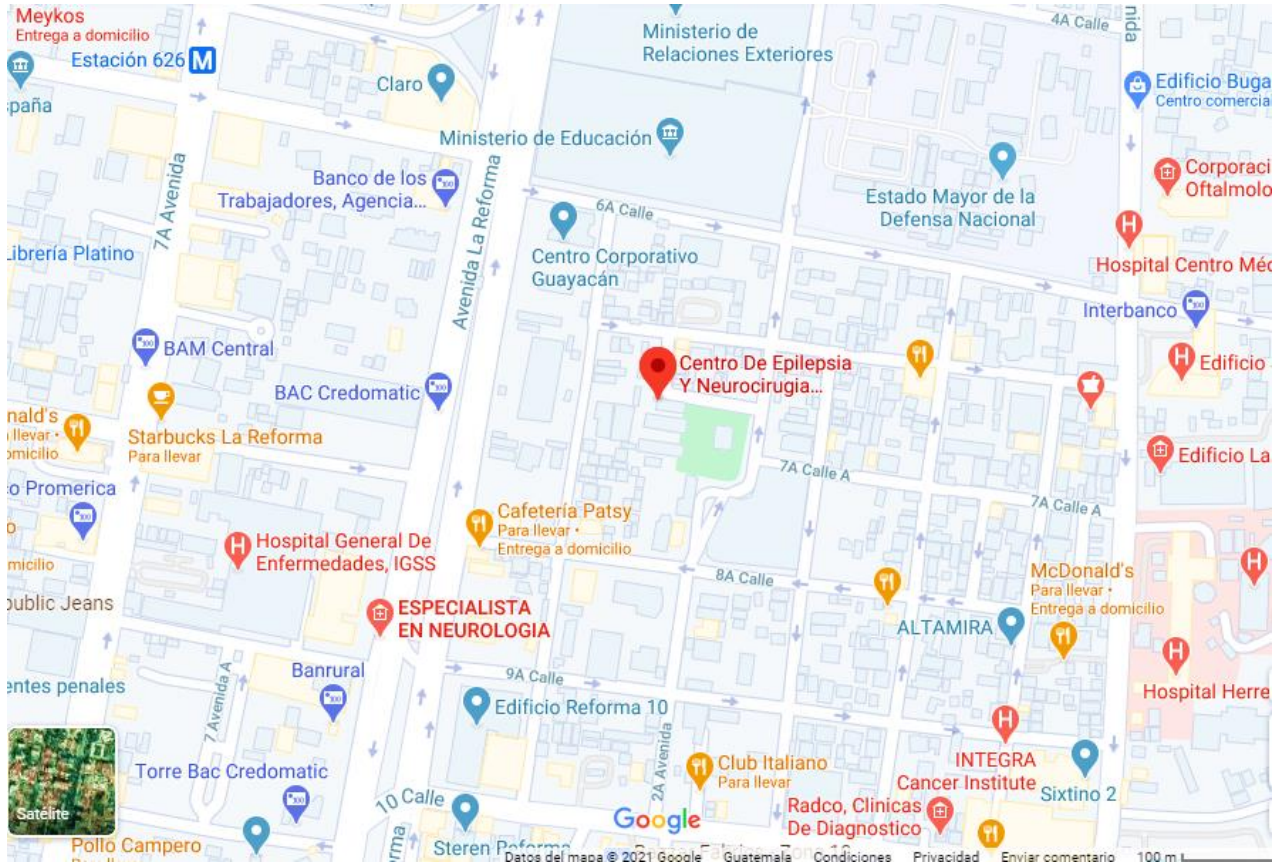 Meykos
Entrega a domicilio
Estación 626 M
spaña
Claro
Ministerio de
Relaciones Exteriores
4A Calle
nida
Edificio Buga
Centro comercia
Ministerio de Educación
7A Avenida
Banco de los
Trabajadores, Agencia...
Avenida La Reforma
6A Calle
Estado Mayor de la
Defensa Nacional
Corporaci
Oftalmolo
Librería Platino
Centro Corporativo
Guayacán
Hospital Centro Méd
Interbanco
BAM Central
Centro De Epilepsia
Y Neurocirugia...
Edificio
BAC Credomatic
nald's
llevar •
omicilio
Starbucks La Reforma
Para llevar
7A Calle A
Edificio La
o Promerica
Cafetería Patsy
Para llevar •
Entrega a domicilio
7A Calle A
o
micilio
Hospital General De
Enfermedades, IGSS
8A Calle
McDonald's
Para llevar •
Entrega a domicilio
public Jeans
ESPECIALISTA
EN NEUROLOGIA
ALTAMIRA
entes penales
7 Avenida A
Banrural
9A Calle
Edificio Reforma 10
Hospital Herre
Torre Bac Credomatic
2A Avenida
Club Italiano
Para llevar
INTEGRA
Cancer Institute
Sixtino 2
Satélite
10 Calle
Google
Radco, Clinicas
De Diagnostico
Pollo Campero
Steren Reforma
Datos del mapa © 2021 Google Guatemala Condiciones Privacidad Enviar comentario 100 m